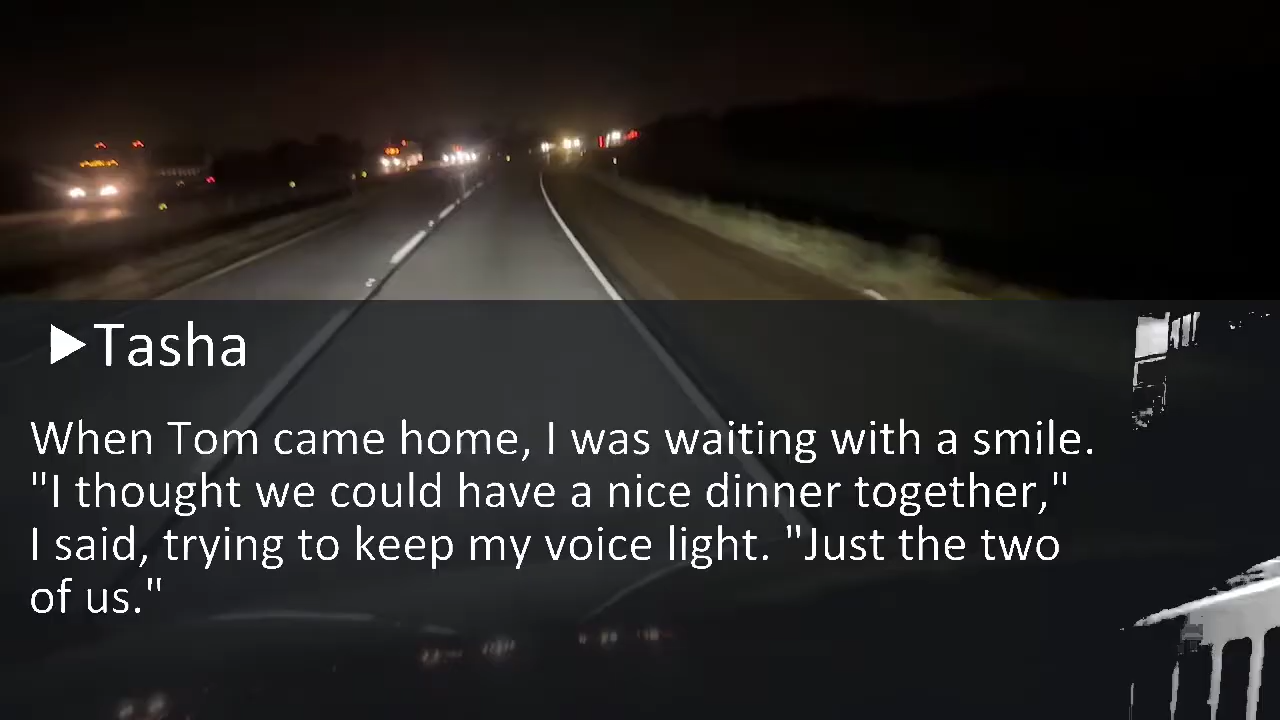 ▶Tasha
When Tom came home, I was waiting with a smile.
"I thought we could have a nice dinner together,"
I said, trying to keep my voice light. "Just the two
of us."